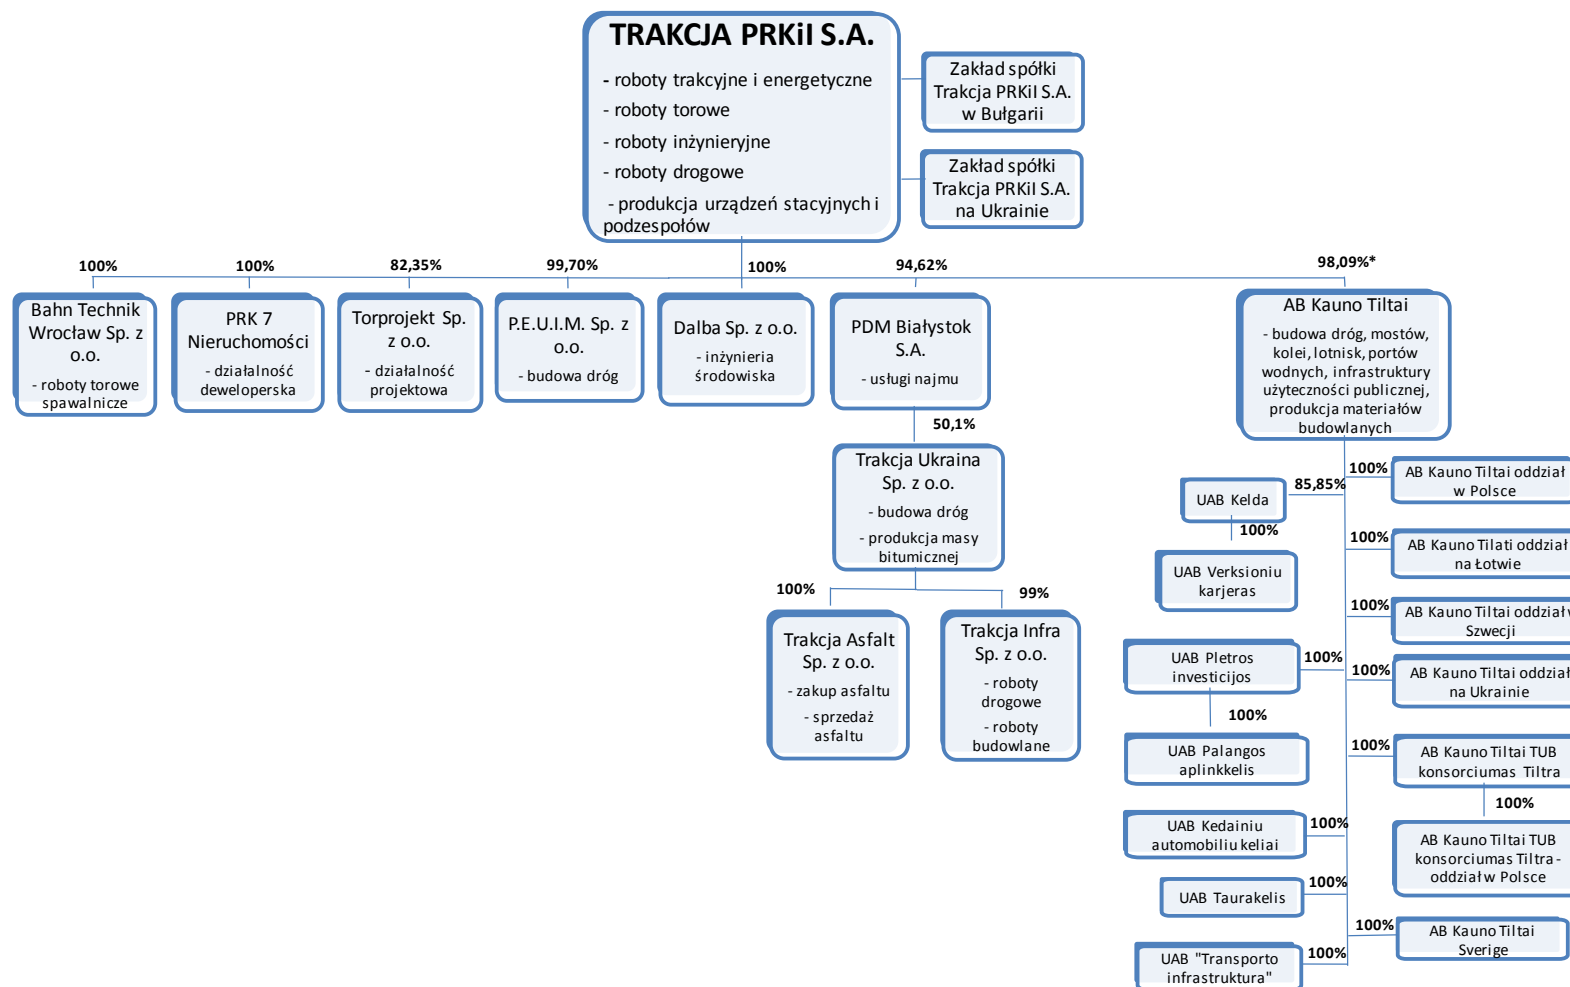 TRAKCJA PRKiI S.A.
- roboty trakcyjne i energetyczne
- roboty torowe
- roboty inżynieryjne
- roboty drogowe
- produkcja urządzeń stacyjnych i
podzespołów
Zakład spółki
Trakcja PRKiI S.A.
w Bułgarii
Zakład spółki
Trakcja PRKiI S.A.
na Ukrainie
100%
Bahn Technik
Wrocław Sp. z
o.o.
- roboty torowe
spawalnicze
100%
PRK 7
Nieruchomości
- działalność
deweloperska
82,35%
Torprojekt Sp.
z o.o.
- działalność
projektowa
99,70%
P.E.U.I.M. Sp. z
o.o.
- budowa dróg
100%
Dalba Sp. z o.o.
- inżynieria
środowiska
94,62%
PDM Białystok
S.A.
- usługi najmu
50,1%
Trakcja Ukraina
Sp. z o.o.
- budowa dróg
- produkcja masy
bitumicznej
100%
Trakcja Asfalt
Sp. z o.o.
- zakup asfaltu
- sprzedaż
asfaltu
99%
Trakcja Infra
Sp. z o.o.
- roboty
drogowe
- roboty
budowlane
98,09%*
AB Kauno Tiltai
- budowa dróg, mostów,
kolei, lotnisk, portów
wodnych, infrastruktury
użyteczności publicznej,
produkcja materiałów
budowlanych
85,85%
UAB Kelda
100%
UAB Verksioniu
karjeras
100%
UAB Pletros
investicijos
100%
UAB Palangos
aplinkkelis
100%
UAB Kedainiu
automobiliu keliai
100%
UAB Taurakelis
100%
UAB "Transporto
infrastruktura"
100%
AB Kauno Tiltai oddział
w Polsce
100%
AB Kauno Tilati oddział
na Łotwie
100%
AB Kauno Tiltai oddział
Szwecji
100%
AB Kauno Tiltai oddział
na Ukrainie
100%
AB Kauno Tiltai TUB
konsorciumas Tiltra
100%
AB Kauno Tiltai TUB
konsorciumas Tiltra -
oddział w Polsce
100%
AB Kauno Tiltai
Sverige